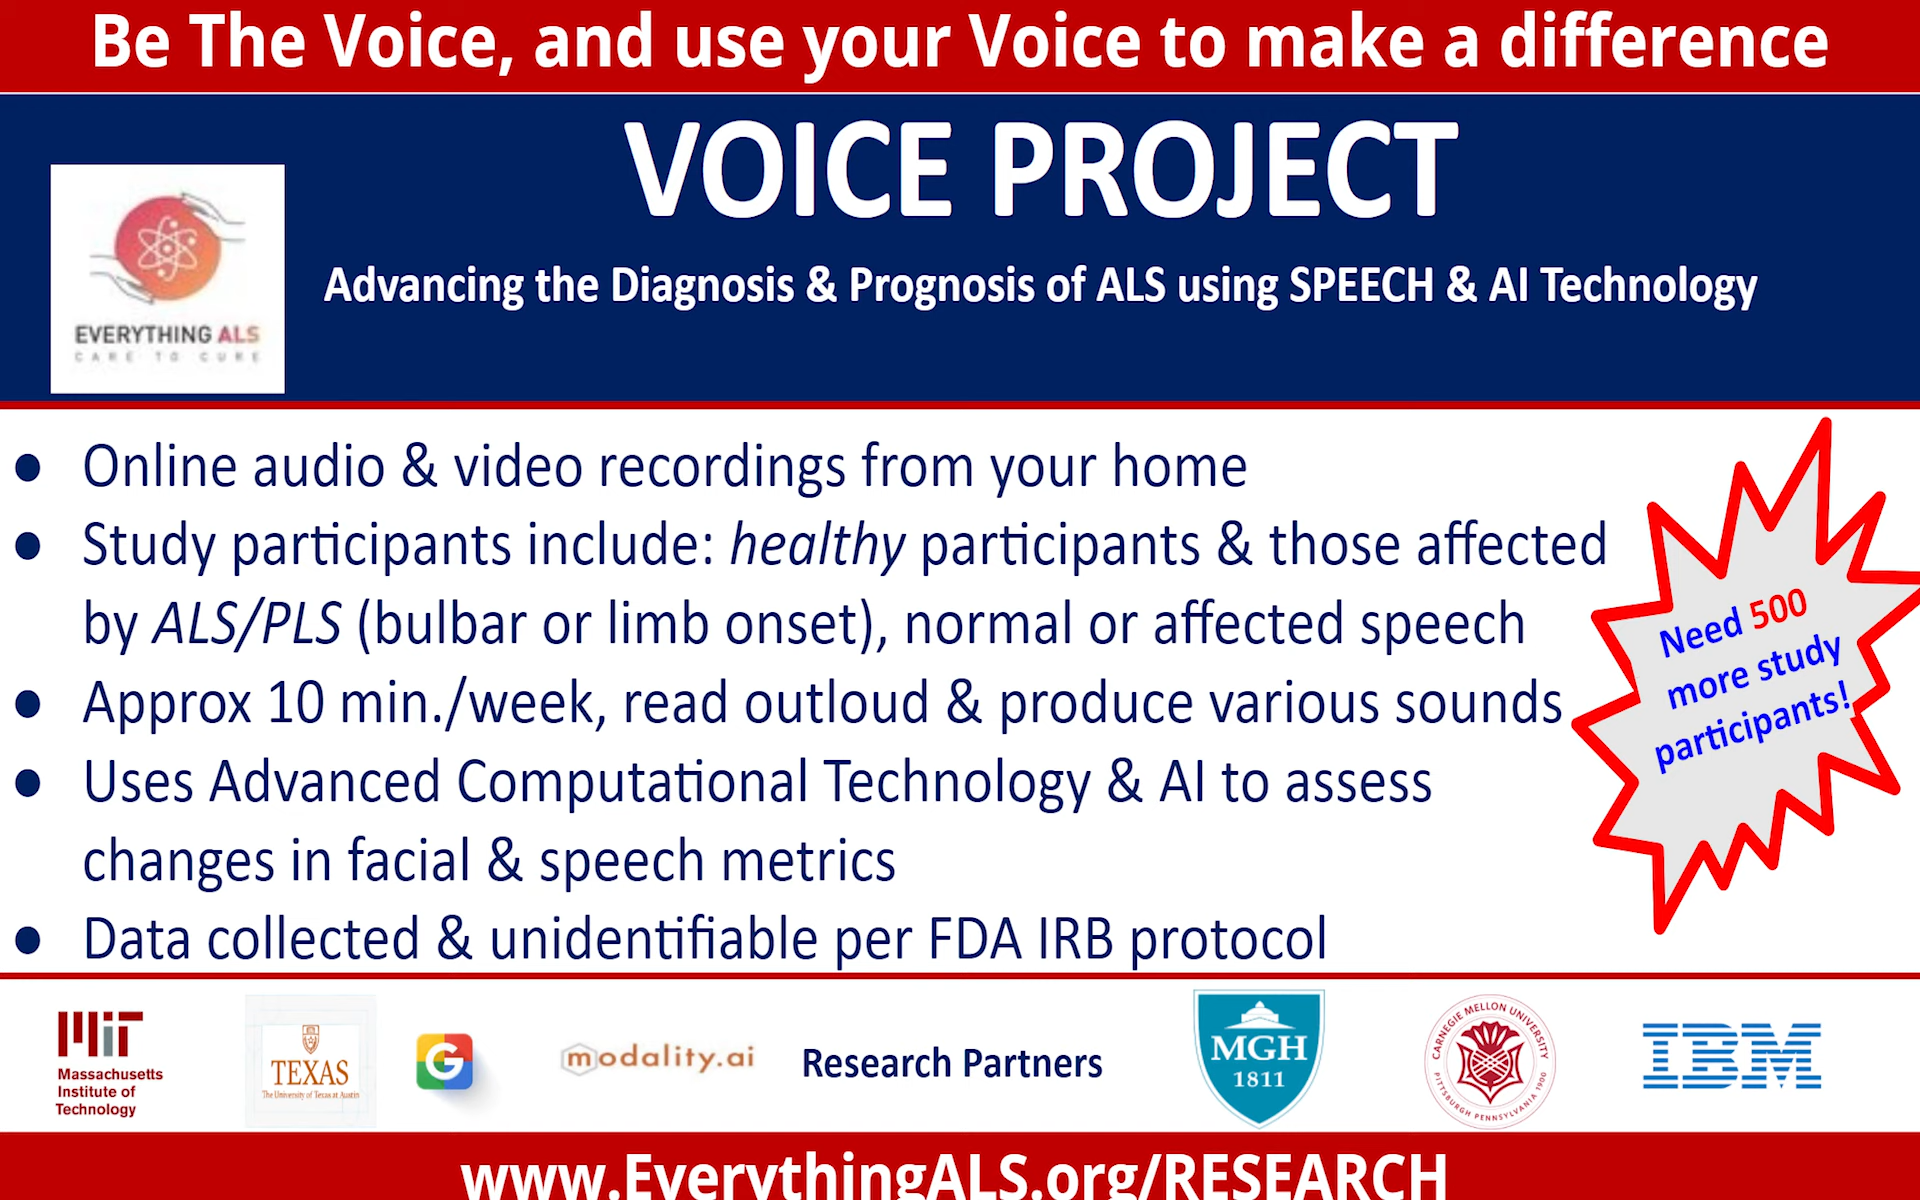 Be The Voice, and use your Voice to make a difference
VOICE PROJECT
Advancing the Diagnosis & Prognosis of ALS using SPEECH & AI Technology
EVERYTHING ALS
CARE TO CURE
● Online audio & video recordings from your home
● Study participants include: healthy participants & those affected
by ALS/PLS (bulbar or limb onset), normal or affected speech
● Approx 10 min./week, read outloud & produce various sounds
● Uses Advanced Computational Technology & AI to assess
changes in facial & speech metrics
● Data collected & unidentifiable per FDA IRB protocol
Need 500
more study
participants!
MIT
Massachusetts
Institute of
Technology
TEXAS
The University of Texas at Austin
G
modality.ai
Research Partners
MGH
1811
CARNEGIE MELLON UNIVERSITY
PITTSBURGH PENNSYLVANIA 1900
IBM
www.EverythingALS.org/RESEARCH